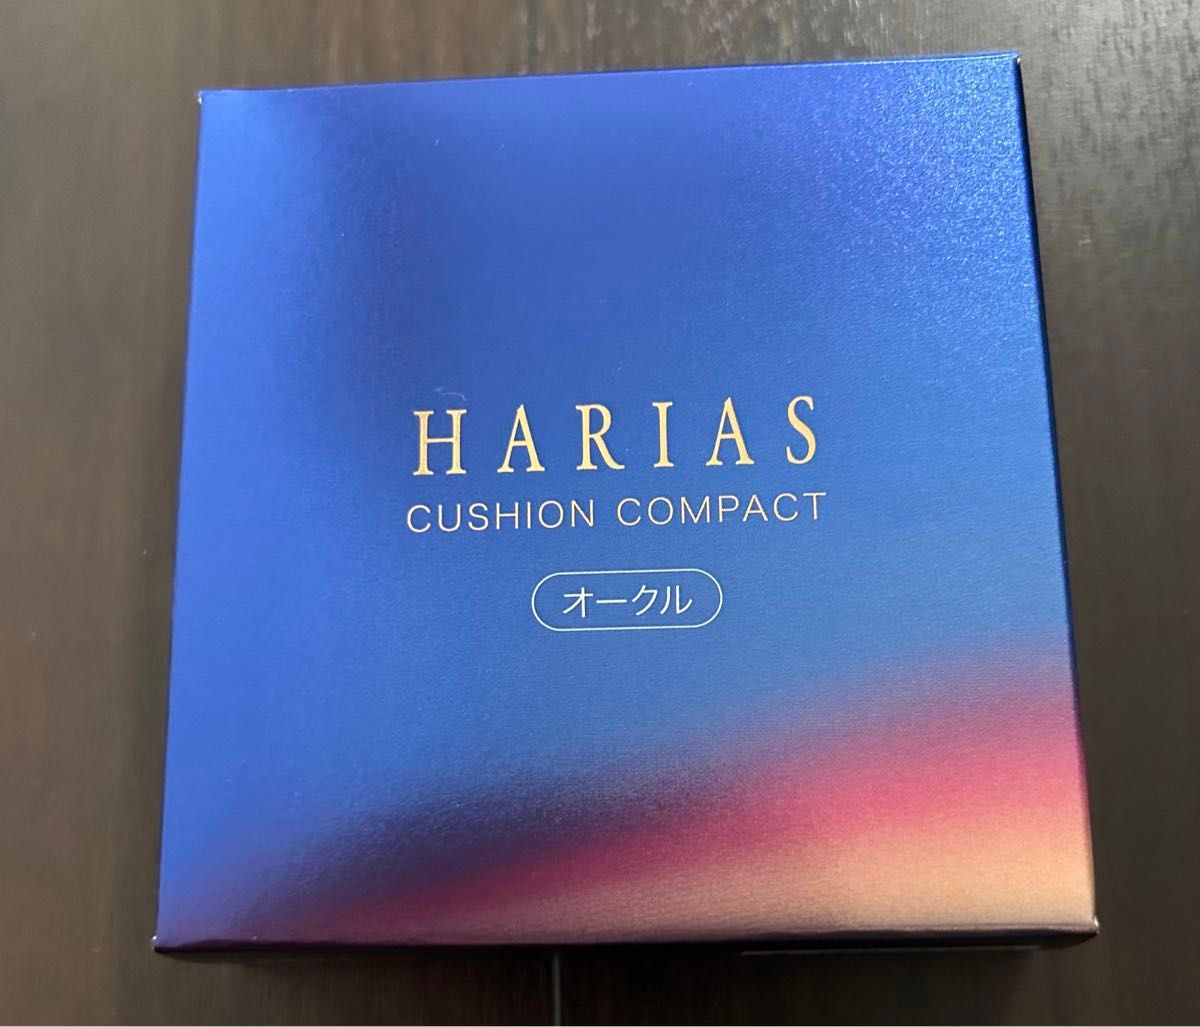 HARIAS
CUSHION COMPACT
オークル